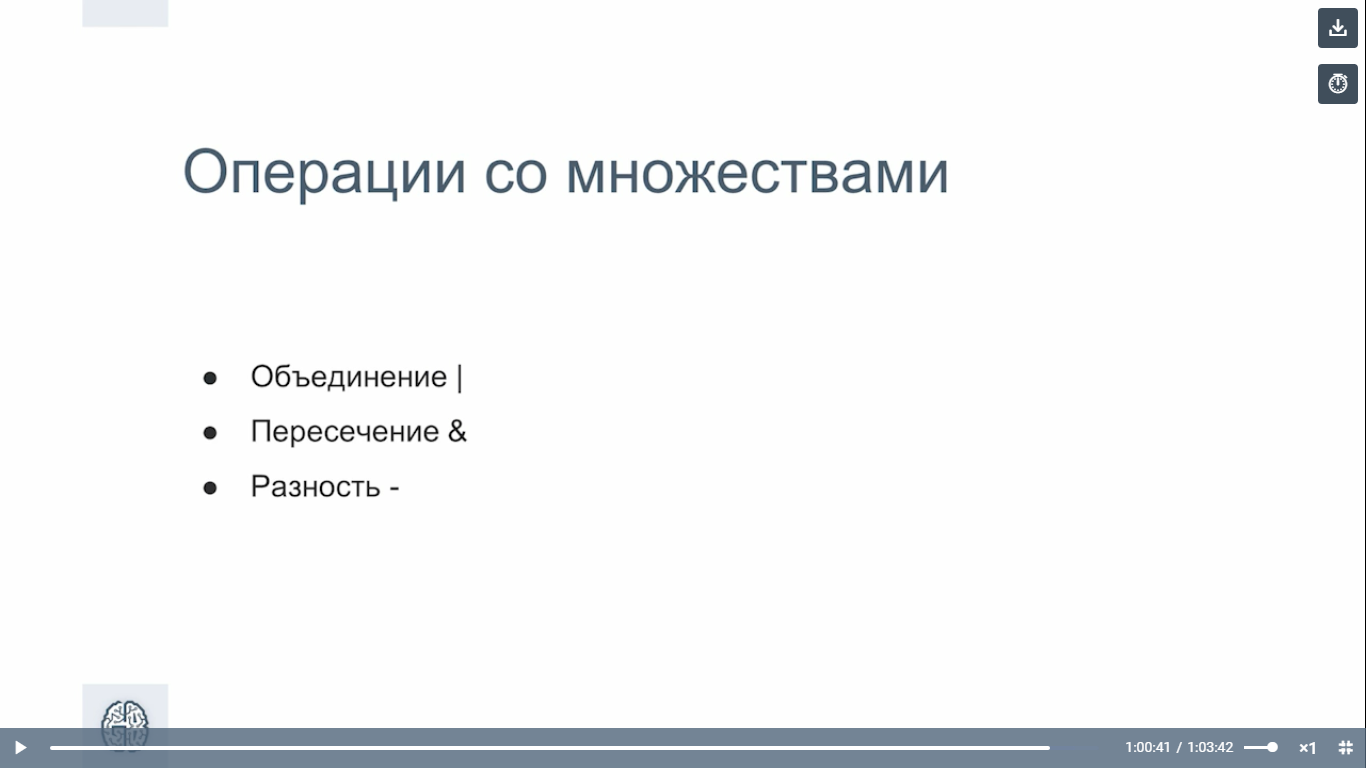 Операции со множествами
● Объединение |
● Пересечение &
● Разность -
1:00:41 / 1:03:42 ×1